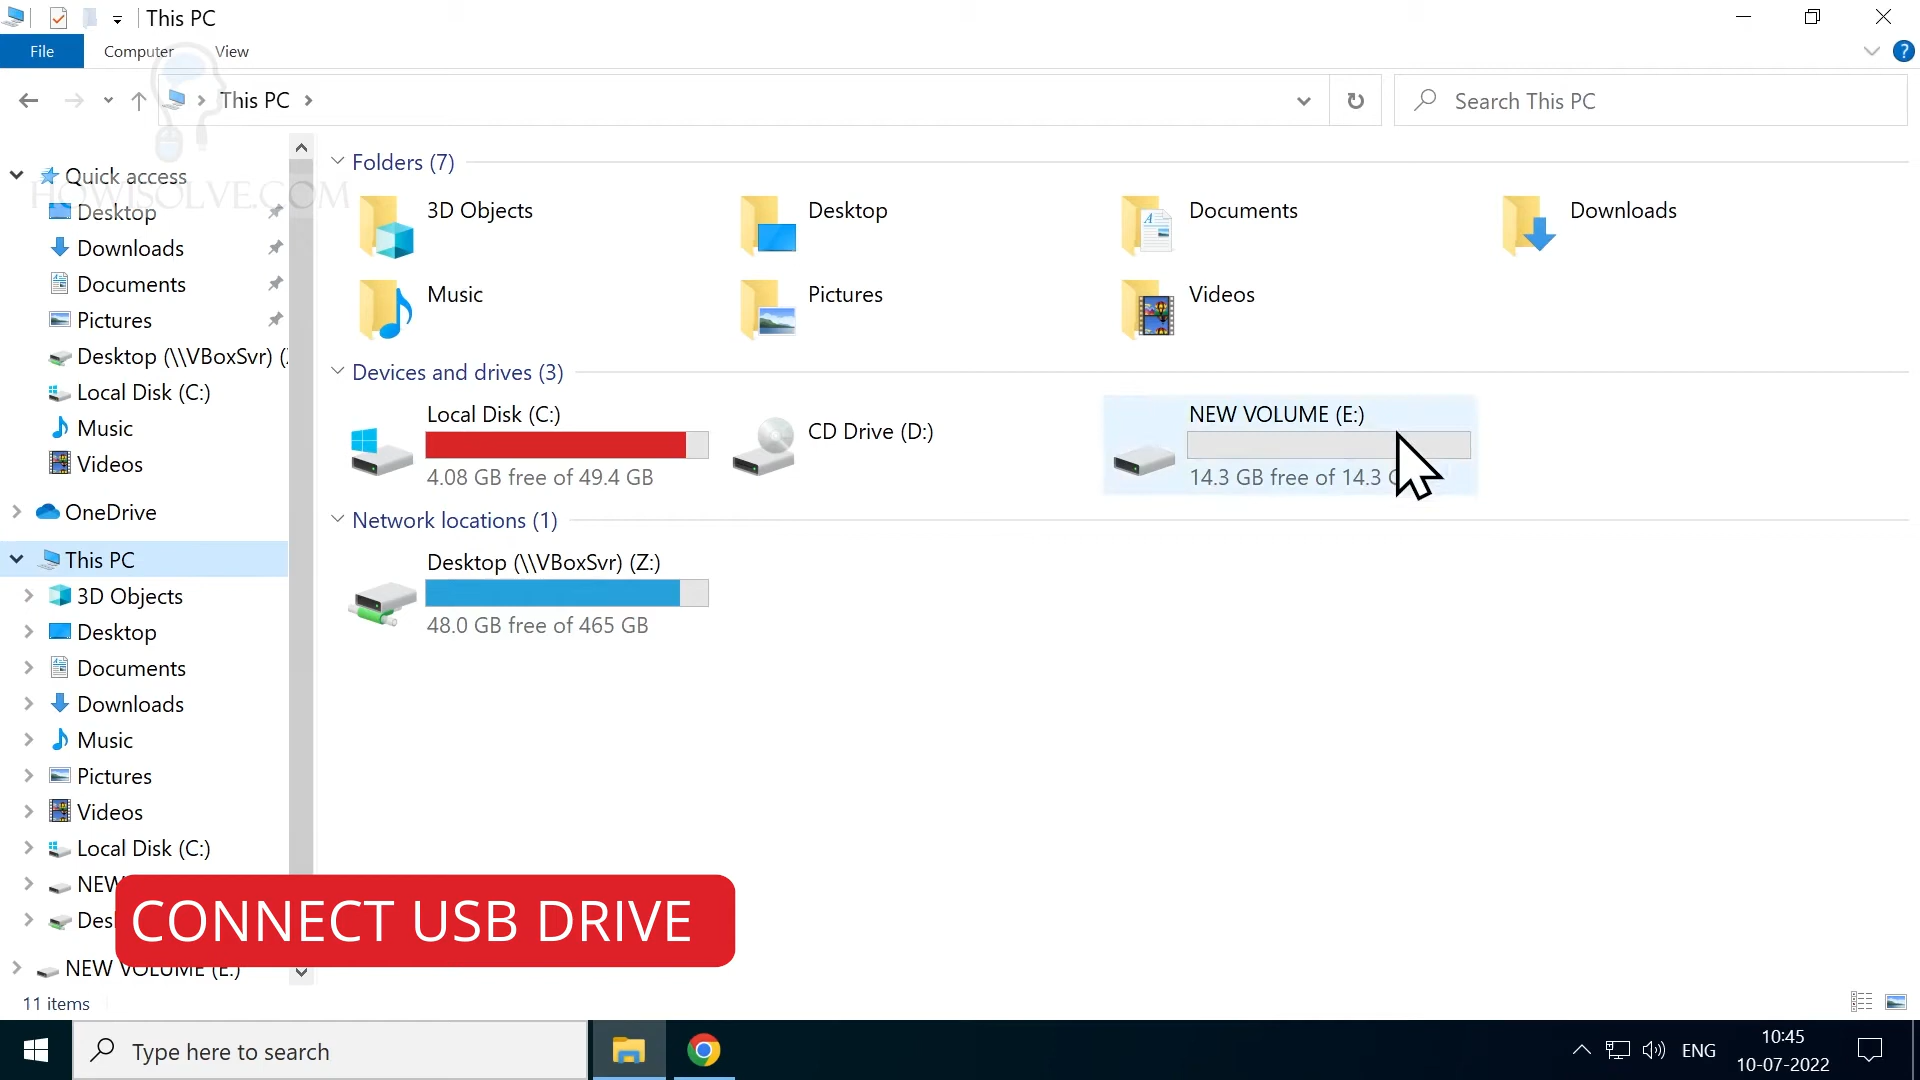 This PC
File Computer View
This PC
Search This PC
HOWISOLVE.COM
Quick access
Desktop
Downloads
Documents
Pictures
Desktop (\\VBoxSvr) (
Local Disk (C:)
Music
Videos
OneDrive
This PC
3D Objects
Desktop
Documents
Downloads
Music
Pictures
Videos
Local Disk (C:)
NEW
Des
NEW VOLUME (E:)
11 items
Folders (7)
3D Objects
Desktop
Documents
Downloads
Music
Pictures
Videos
Devices and drives (3)
Local Disk (C:)
4.08 GB free of 49.4 GB
CD Drive (D:)
NEW VOLUME (E:)
14.3 GB free of 14.3
Network locations (1)
Desktop (\\VBoxSvr) (Z:)
48.0 GB free of 465 GB
CONNECT USB DRIVE
Type here to search
ENG
10:45
10-07-2022